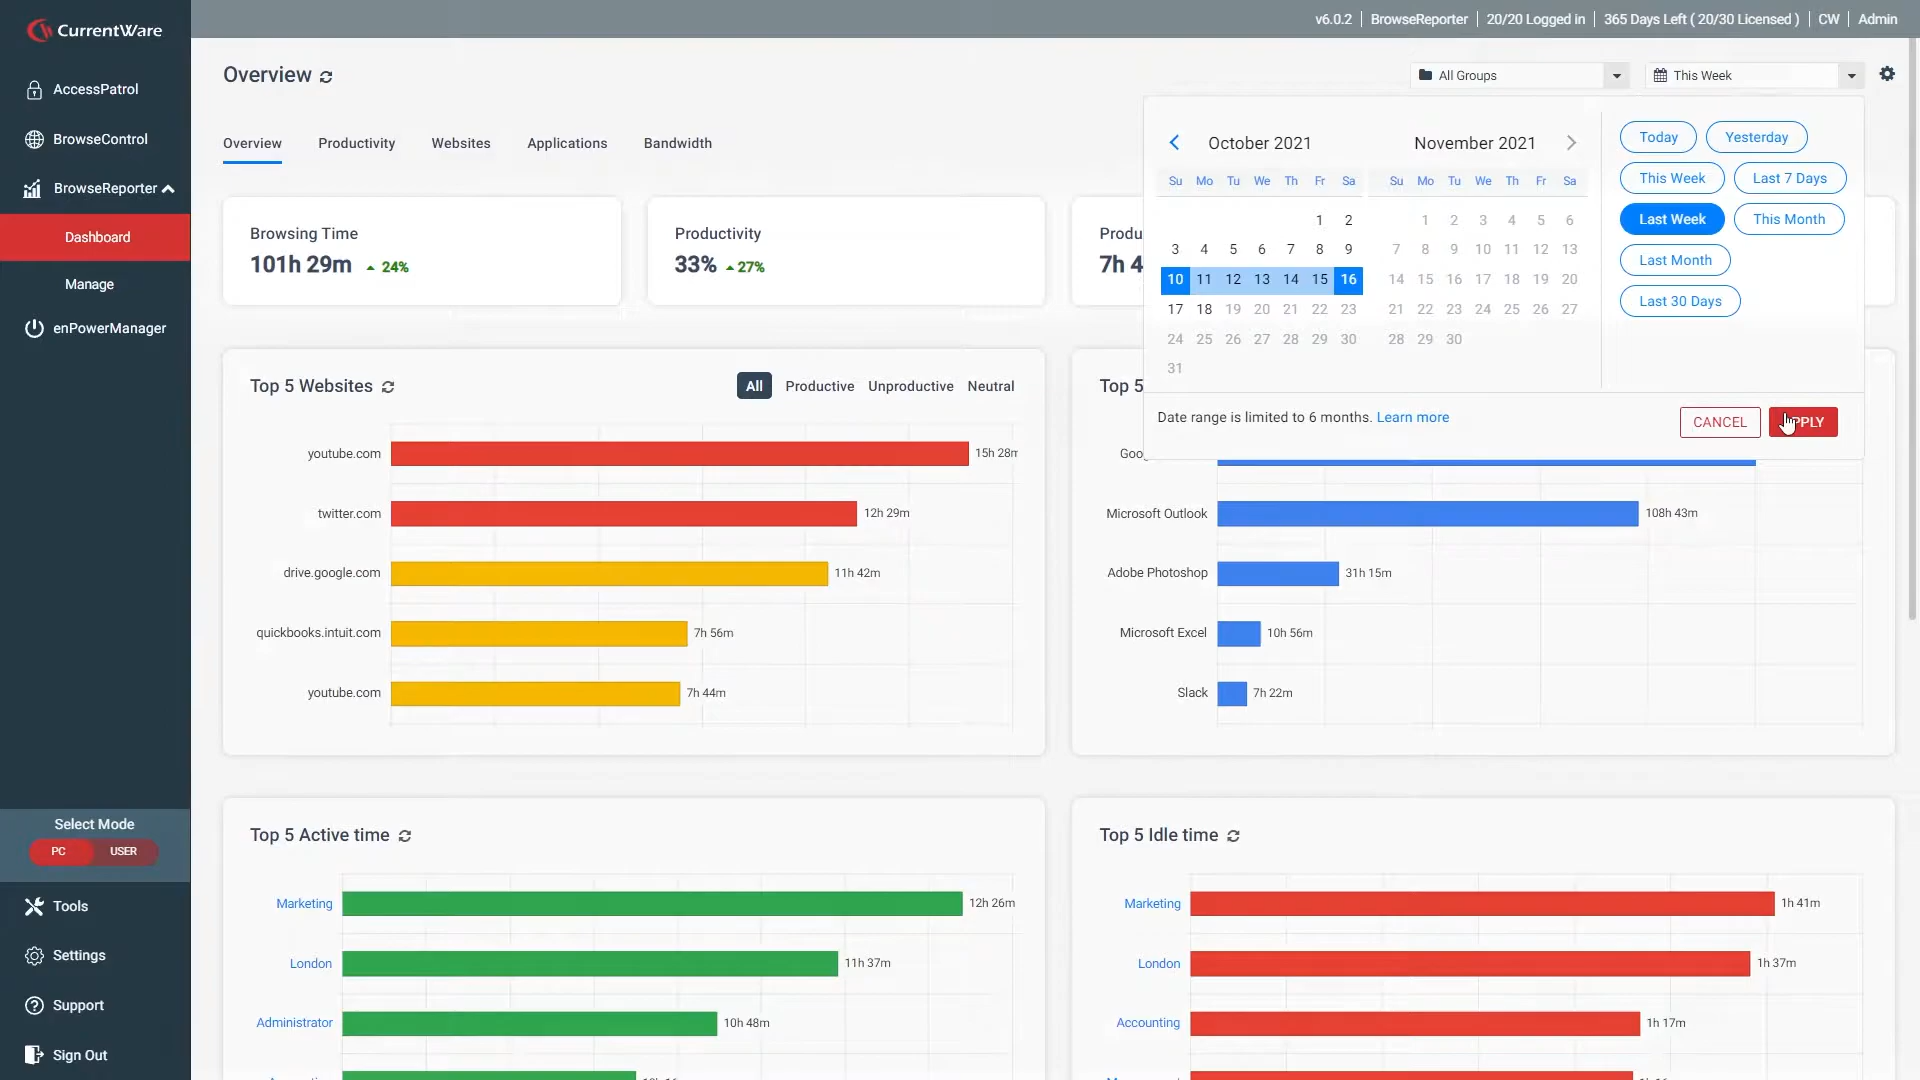 CurrentWare
v6.0.2 | BrowseReporter | 20/20 Logged in | 365 Days Left ( 20/30 Licensed ) | CW | Admin
AccessPatrol
BrowseControl
BrowseReporter
Dashboard
Manage
enPowerManager
Select Mode
PC USER
Tools
Settings
Support
Sign Out
Overview
All Groups
This Week
Overview Productivity Websites Applications Bandwidth
Browsing Time
101h 29m 24%
Productivity
33% 27%
Produ
7h 4
October 2021
Su Mo Tu We Th Fr Sa
1 2
3 4 5 6 7 8 9
10 11 12 13 14 15 16
17 18 19 20 21 22 23
24 25 26 27 28 29 30
31
November 2021
Su Mo Tu We Th Fr Sa
1 2 3 4 5 6
7 8 9 10 11 12 13
14 15 16 17 18 19 20
21 22 23 24 25 26 27
28 29 30
Today Yesterday
This Week Last 7 Days
Last Week This Month
Last Month
Last 30 Days
Date range is limited to 6 months. Learn more
CANCEL
Top 5 Websites
All Productive Unproductive Neutral
youtube.com 15h 28m
twitter.com 12h 29m
drive.google.com 11h 42m
quickbooks.intuit.com 7h 56m
youtube.com 7h 44m
Top 5
Goo
Microsoft Outlook 108h 43m
Adobe Photoshop 31h 15m
Microsoft Excel 10h 56m
Slack 7h 22m
Top 5 Active time
Marketing 12h 26m
London 11h 37m
Administrator 10h 48m
Top 5 Idle time
Marketing 1h 41m
London 1h 37m
Accounting 1h 17m